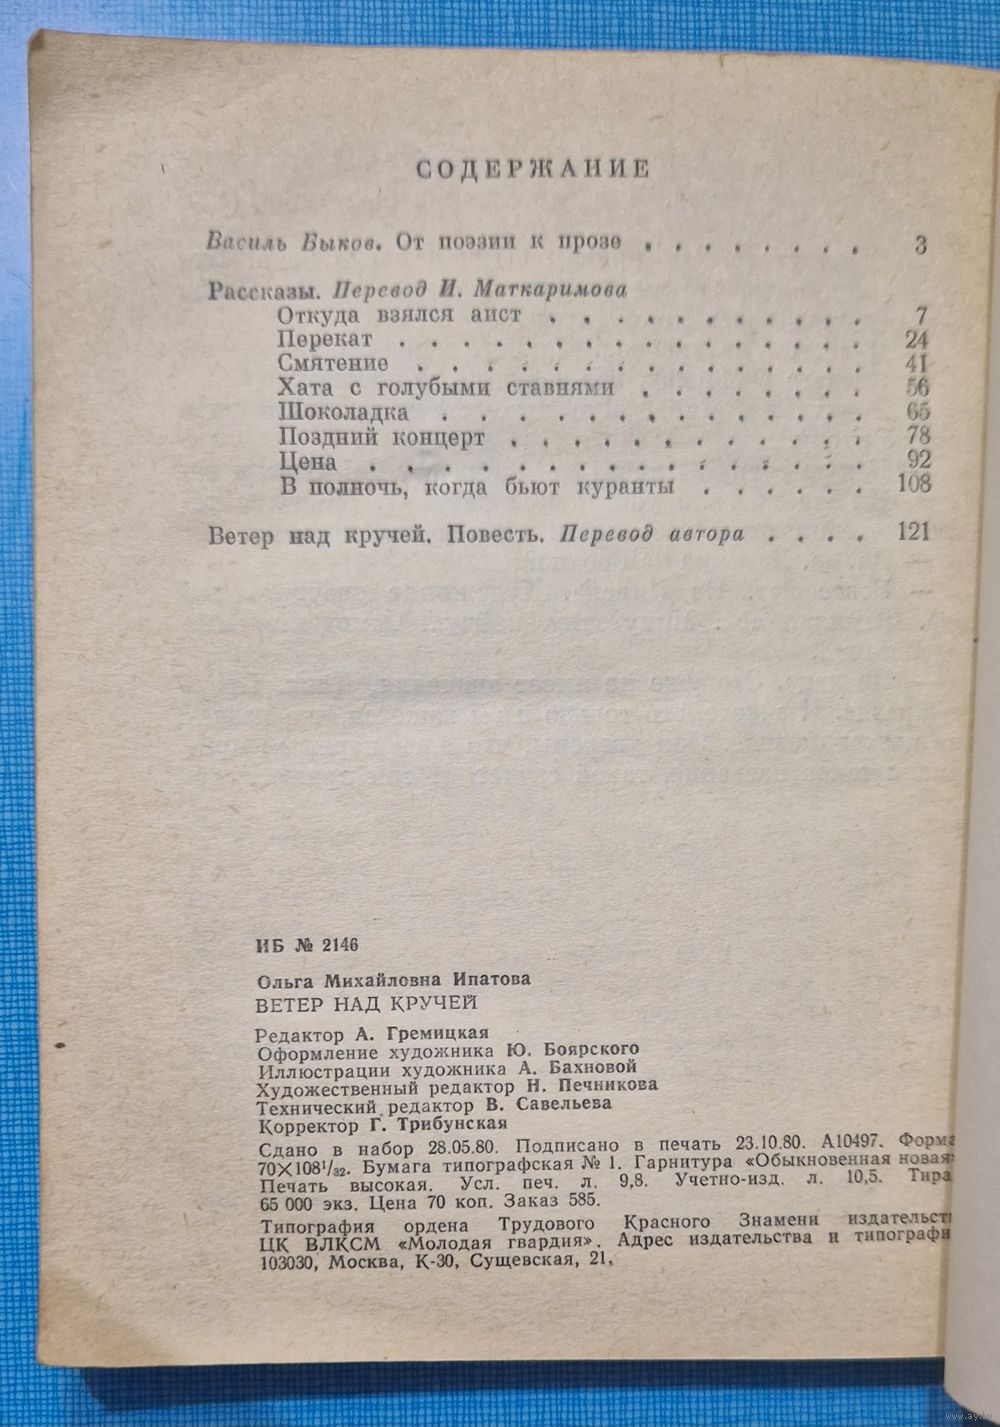 СОДЕРЖАНИЕ
Василь Быков. От поэзии к прозе . . . . . . . . 3
Рассказы. Перевод И. Маткаримова
Откуда взялся аист . . . . . . . . . . . 7
Перекат . . . . . . . . . . . . . . . 24
Смятение . . . . . . . . . . . . . . 41
Хата с голубыми ставнями . . . . . . . 56
Шоколадка . . . . . . . . . . . . . 65
Поздний концерт . . . . . . . . . . . . 78
Цена . . . . . . . . . . . . . . . . 92
В полночь, когда бьют куранты . . . . . . 108
Ветер над кручей. Повесть. Перевод автора . . . . 121
ИБ № 2146
Ольга Михайловна Ипатова
ВЕТЕР НАД КРУЧЕЙ
Редактор А. Гремицкая
Оформление художника Ю. Боярского
Иллюстрации художника А. Бахновой
Художественный редактор Н. Печникова
Технический редактор В. Савельева
Корректор Г. Трибунская
Сдано в набор 28.05.80. Подписано в печать 23.10.80. А10497. Форма
70×108¹/₃₂. Бумага типографская № 1. Гарнитура «Обыкновенная новая»
Печать высокая. Усл. печ. л. 9,8. Учетно-изд. л. 10,5. Тира
65 000 экз. Цена 70 коп. Заказ 585.
Типография ордена Трудового Красного Знамени издательст
ЦК ВЛКСМ «Молодая гвардия». Адрес издательства и типографи
103030, Москва, К-30, Сущевская, 21.